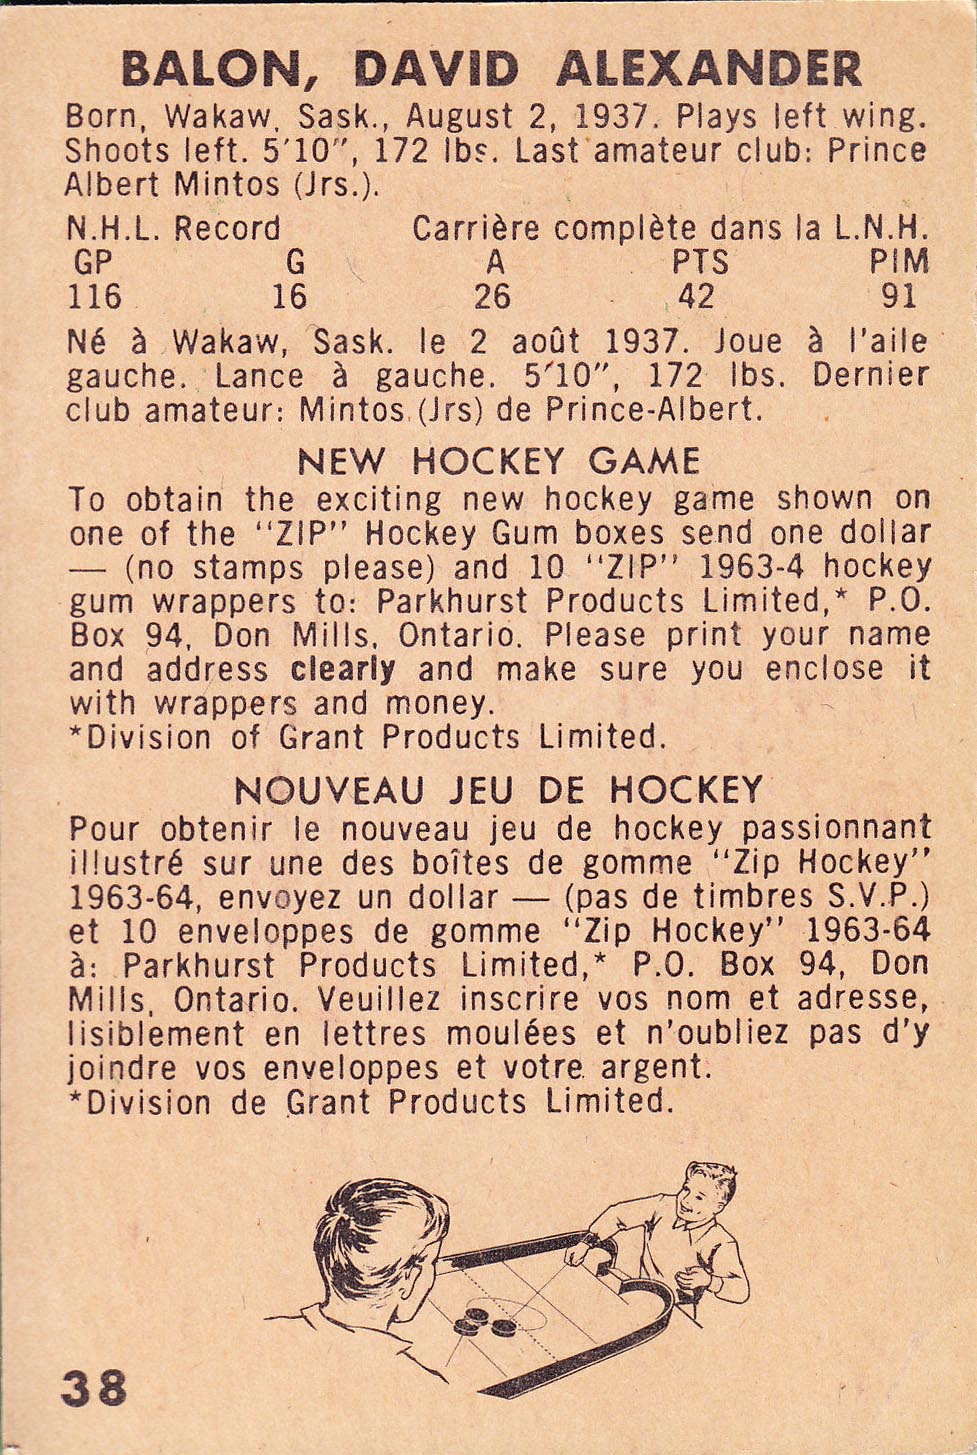 BALON, DAVID ALEXANDER
Born, Wakaw, Sask., August 2, 1937. Plays left wing.
Shoots left. 5'10", 172 lbs. Last amateur club: Prince
Albert Mintos (Jrs.).
N.H.L. Record Carrière complète dans la L.N.H.
GP G A PTS PIM
116 16 26 42 91
Né à Wakaw, Sask. le 2 août 1937. Joue à l'aile
gauche. Lance à gauche. 5'10", 172 lbs. Dernier
club amateur: Mintos (Jrs) de Prince-Albert.
NEW HOCKEY GAME
To obtain the exciting new hockey game shown on
one of the "ZIP" Hockey Gum boxes send one dollar
— (no stamps please) and 10 "ZIP" 1963-4 hockey
gum wrappers to: Parkhurst Products Limited,* P.O.
Box 94, Don Mills, Ontario. Please print your name
and address clearly and make sure you enclose it
with wrappers and money.
*Division of Grant Products Limited.
NOUVEAU JEU DE HOCKEY
Pour obtenir le nouveau jeu de hockey passionnant
illustré sur une des boîtes de gomme "Zip Hockey"
1963-64, envoyez un dollar — (pas de timbres S.V.P.)
et 10 enveloppes de gomme "Zip Hockey" 1963-64
à: Parkhurst Products Limited,* P.O. Box 94, Don
Mills, Ontario. Veuillez inscrire vos nom et adresse,
lisiblement en lettres moulées et n'oubliez pas d'y
joindre vos enveloppes et votre argent.
*Division de Grant Products Limited.
38